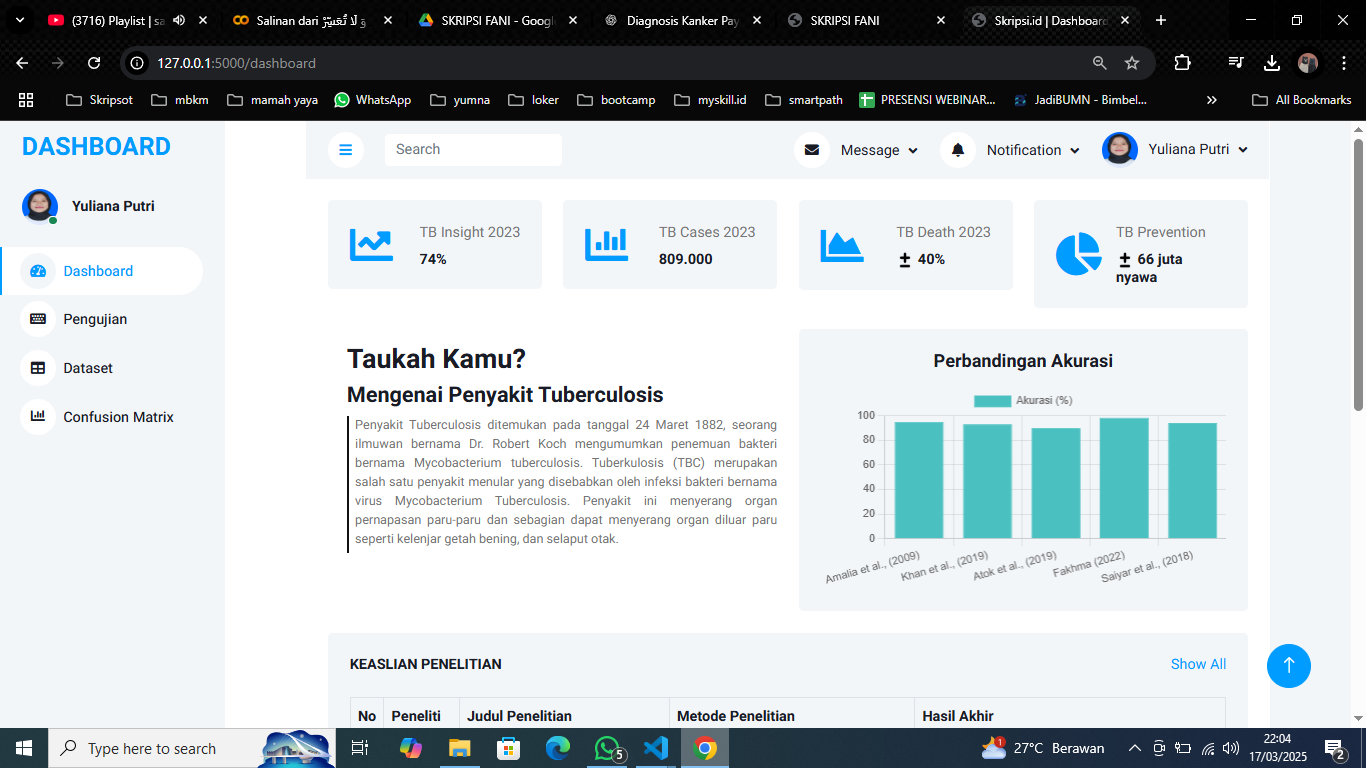 (3716) Playlist | sa
Salinan dari وَ لَا تُعَسِّرْ
SKRIPSI FANI - Googl
Diagnosis Kanker Pay
SKRIPSI FANI
Skripsi.id | Dashboard
127.0.0.1:5000/dashboard
Skripsot
mbkm
mamah yaya
WhatsApp
yumna
loker
bootcamp
myskill.id
smartpath
PRESENSI WEBINAR...
JadiBUMN - Bimbel...
All Bookmarks
DASHBOARD
Search
Message
Notification
Yuliana Putri
Yuliana Putri
Dashboard
Pengujian
Dataset
Confusion Matrix
TB Insight 2023
74%
TB Cases 2023
809.000
TB Death 2023
± 40%
TB Prevention
± 66 juta
nyawa
Taukah Kamu?
Mengenai Penyakit Tuberculosis
Penyakit Tuberculosis ditemukan pada tanggal 24 Maret 1882, seorang
ilmuwan bernama Dr. Robert Koch mengumumkan penemuan bakteri
bernama Mycobacterium tuberculosis. Tuberkulosis (TBC) merupakan
salah satu penyakit menular yang disebabkan oleh infeksi bakteri bernama
virus Mycobacterium Tuberculosis. Penyakit ini menyerang organ
pernapasan paru-paru dan sebagian dapat menyerang organ diluar paru
seperti kelenjar getah bening, dan selaput otak.
Perbandingan Akurasi
Akurasi (%)
100
80
60
40
20
0
Amalia et al., (2009)
Khan et al., (2019)
Atok et al., (2019)
Fakhma (2022)
Saiyar et al., (2018)
KEASLIAN PENELITIAN
Show All
No Peneliti Judul Penelitian Metode Penelitian Hasil Akhir
Type here to search
5
1
27°C Berawan
22:04
17/03/2025
2